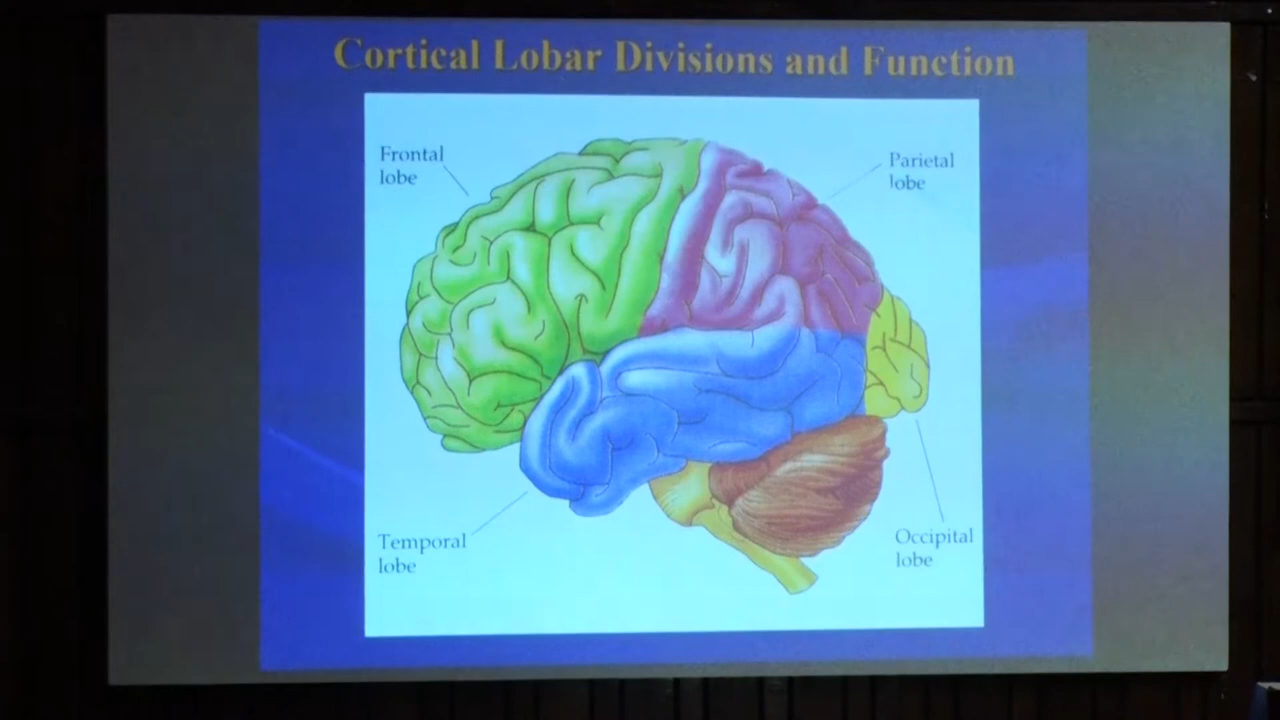 Cortical Lobar Divisions and Function
Frontal
lobe
Parietal
lobe
Temporal
lobe
Occipital
lobe